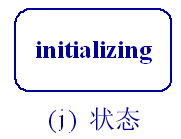 initializing
(j) 状态